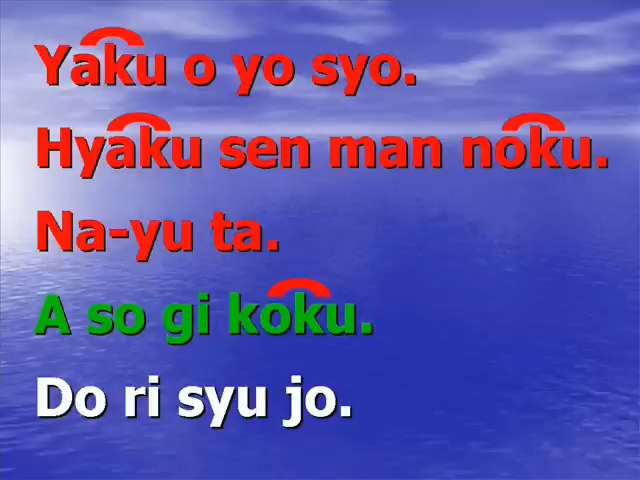 Yaku o yo syo.
Hyaku sen man noku.
Na-yu ta.
A so gi koku.
Do ri syu jo.